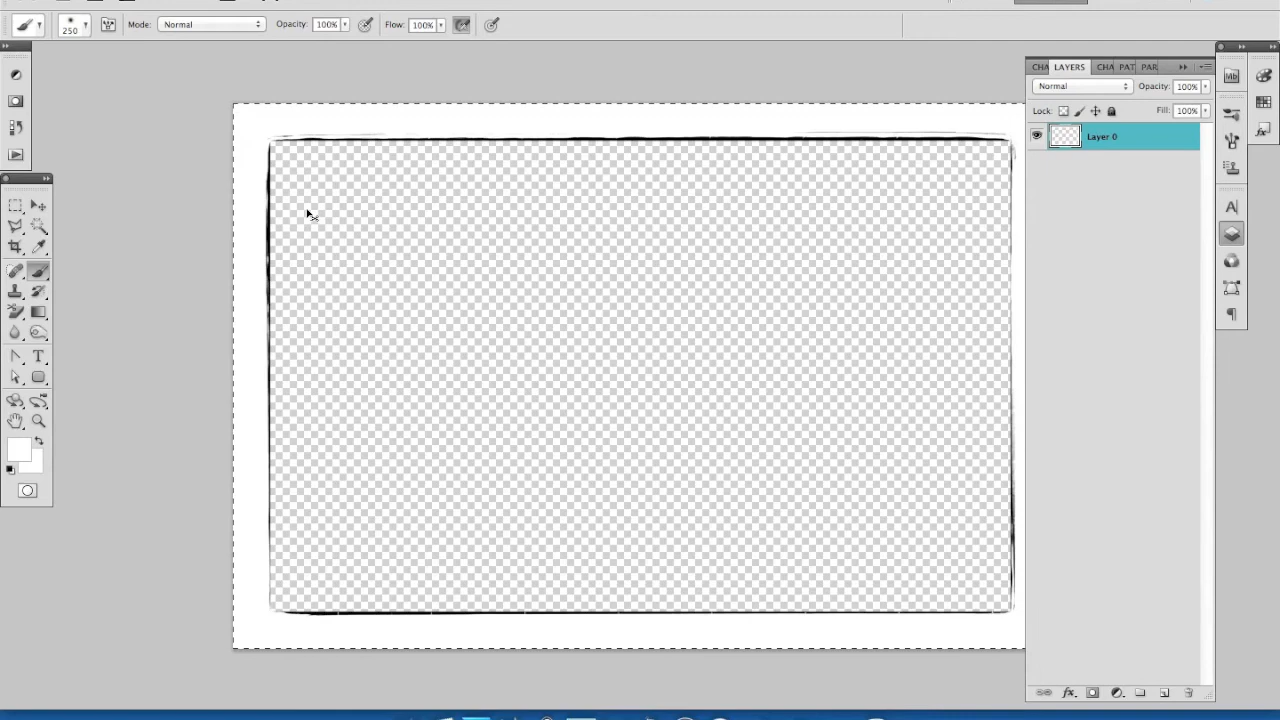 250 Mode: Normal Opacity: 100% Flow: 100%
CHA LAYERS CHA PAT PAR
Normal Opacity: 100%
Lock: Fill: 100%
Layer 0